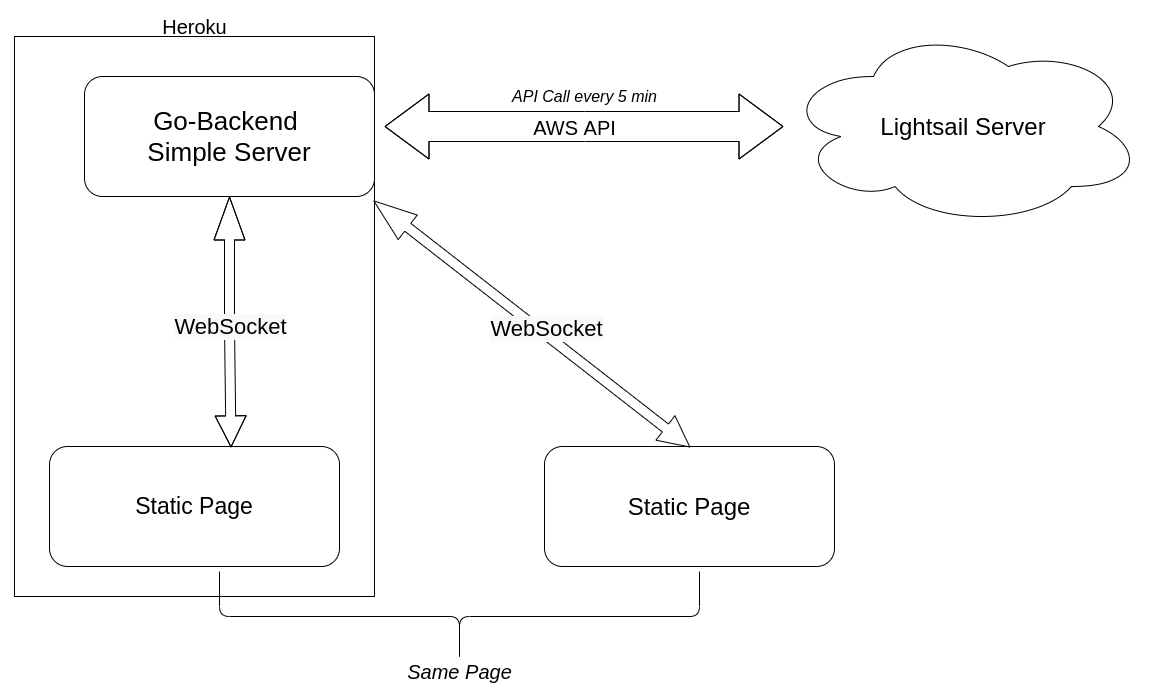 Heroku
Go-Backend
Simple Server
API Call every 5 min
AWS API
Lightsail Server
WebSocket
WebSocket
Static Page
Static Page
Same Page